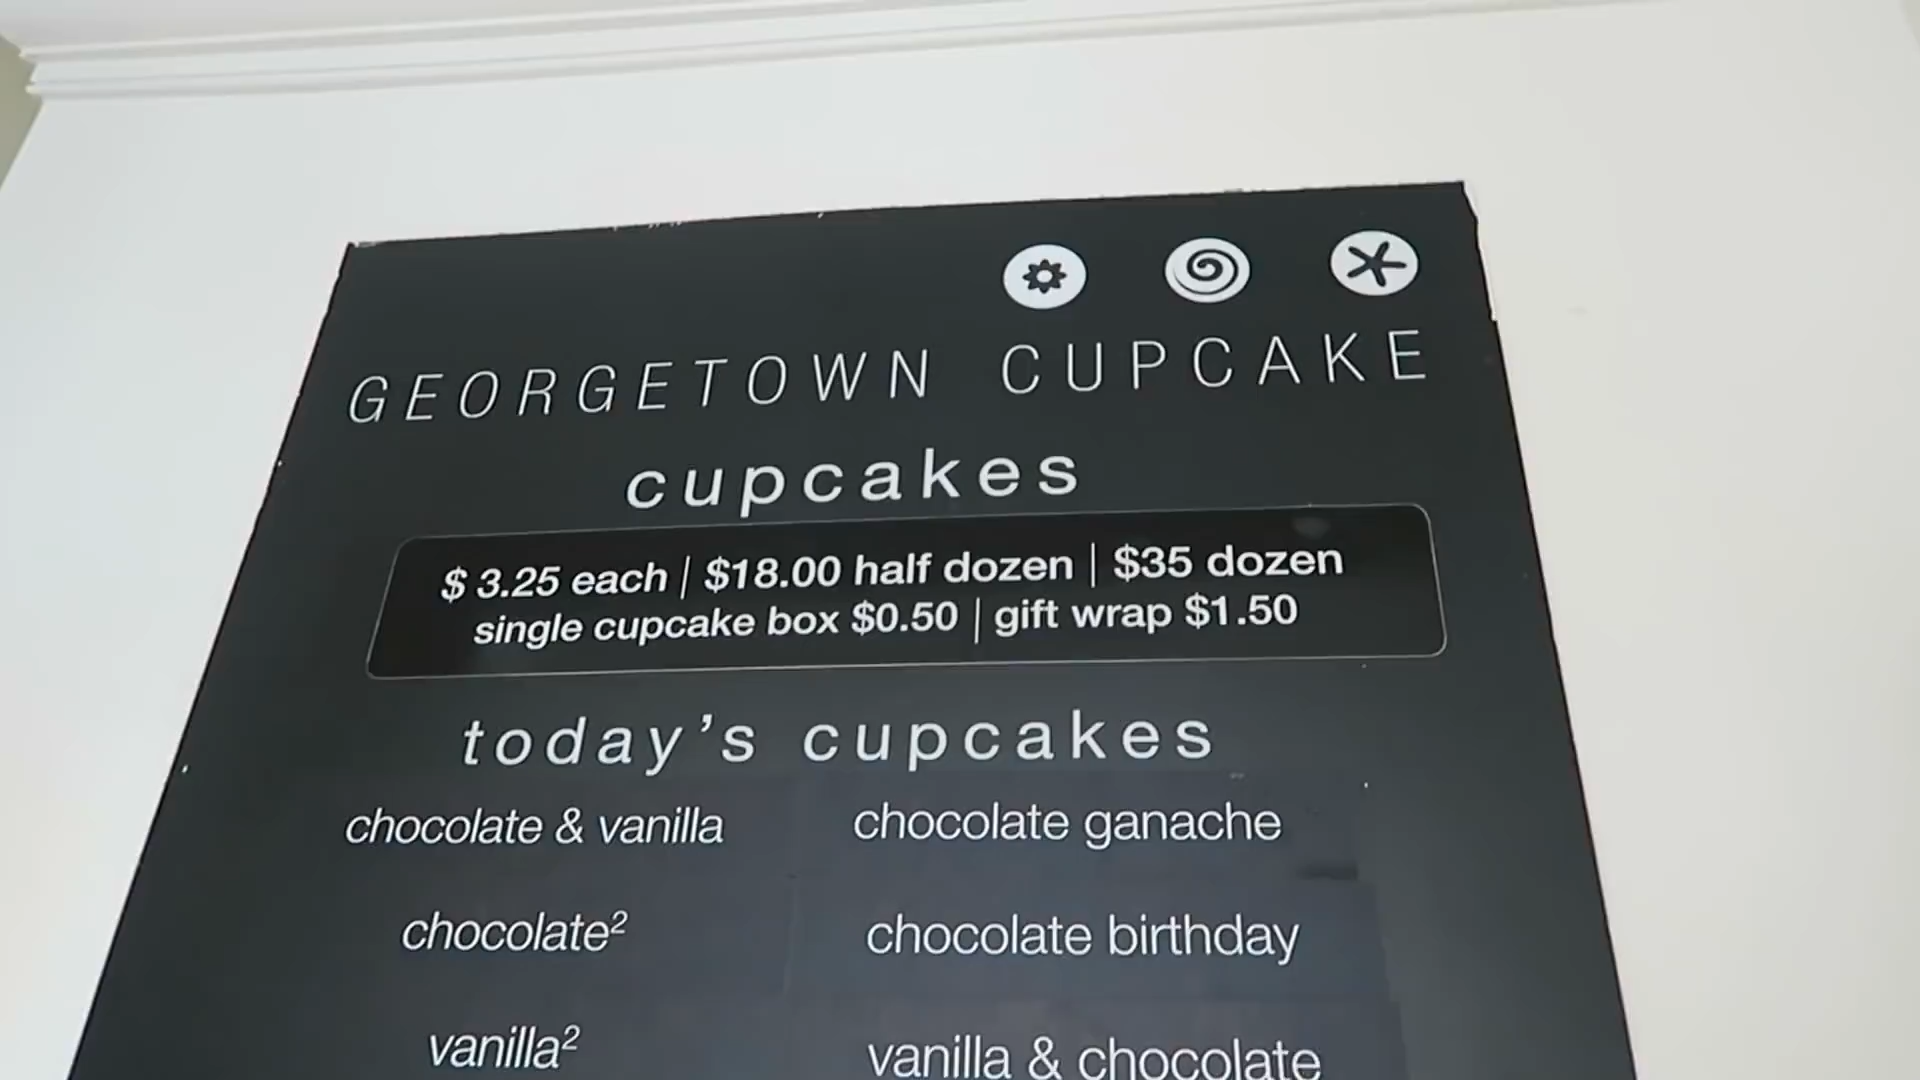 GEORGETOWN CUPCAKE
cupcakes
$ 3.25 each | $18.00 half dozen | $35 dozen
single cupcake box $0.50 | gift wrap $1.50
today's cupcakes
chocolate & vanilla chocolate ganache
chocolate² chocolate birthday
vanilla² vanilla & chocolate